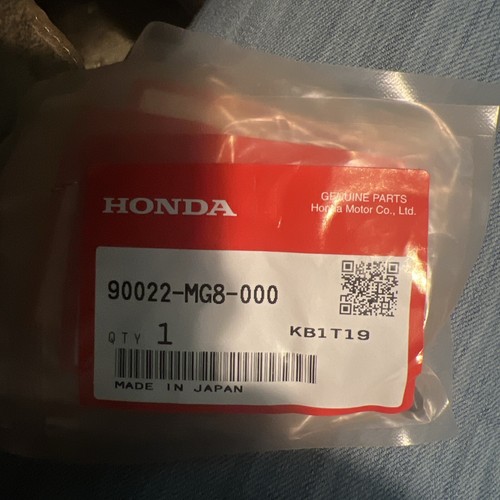 HONDA
GENUINE PARTS
Honda Motor Co., Ltd.
90022-MG8-000
QTY 1
KB1T19
MADE IN JAPAN